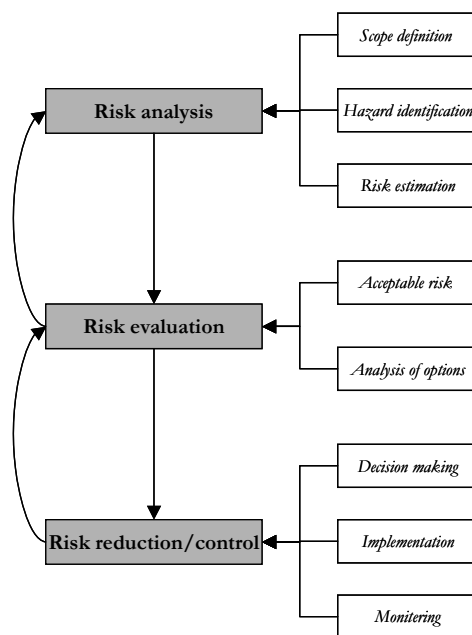 Scope definition
Risk analysis
Hazard identification
Risk estimation
Acceptable risk
Risk evaluation
Analysis of options
Decision making
Risk reduction/control
Implementation
Monitering